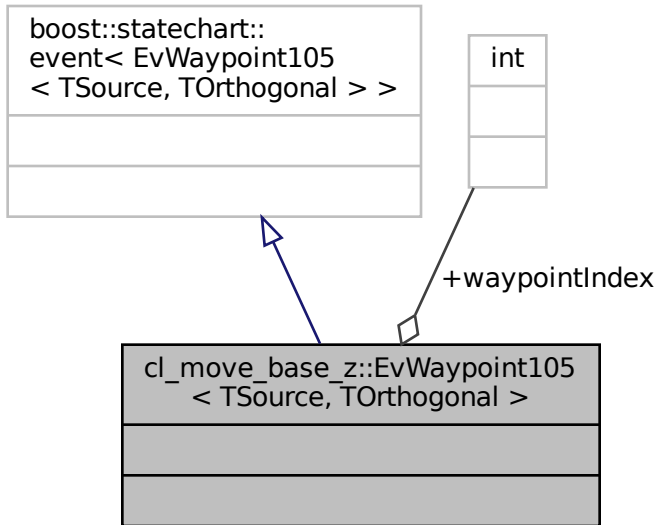 boost::statechart::
event< EvWaypoint105
< TSource, TOrthogonal > >
int
+waypointIndex
cl_move_base_z::EvWaypoint105
< TSource, TOrthogonal >